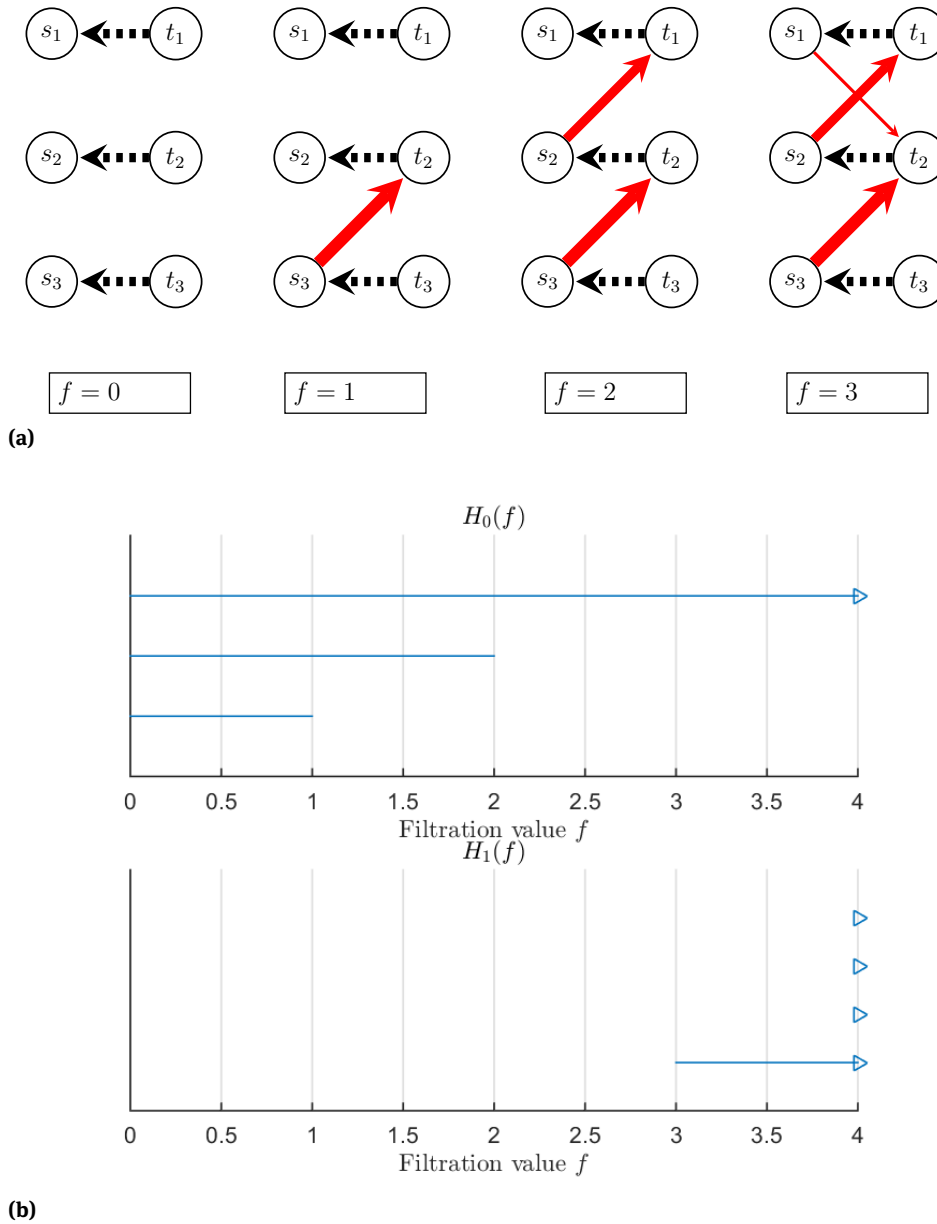 s₁ t₁ s₁ t₁ s₁ t₁ s₁ t₁
s₂ t₂ s₂ t₂ s₂ t₂ s₂ t₂
s₃ t₃ s₃ t₃ s₃ t₃ s₃ t₃
f = 0 f = 1 f = 2 f = 3
(a)
H₀(f)
0 0.5 1 1.5 2 2.5 3 3.5 4
Filtration value f
H₁(f)
0 0.5 1 1.5 2 2.5 3 3.5 4
Filtration value f
(b)